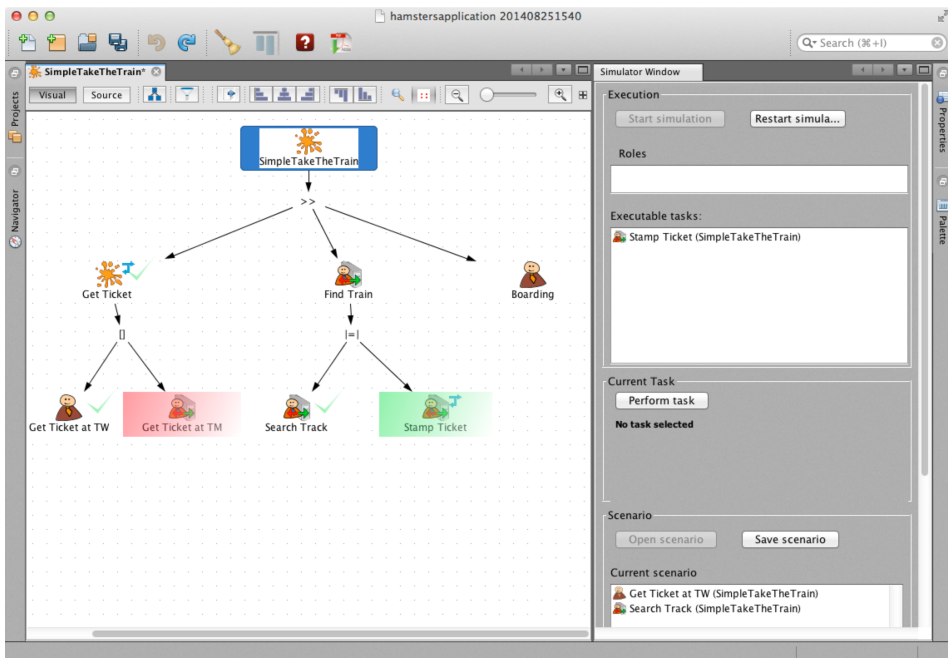 hamstersapplication 201408251540
Search (⌘+I)
SimpleTakeTheTrain*
Simulator Window
Projects
Navigator
Properties
Palette
Visual
Source
SimpleTakeTheTrain
>>
Get Ticket
Find Train
Boarding
[]
|=|
Get Ticket at TW
Get Ticket at TM
Search Track
Stamp Ticket
Execution
Start simulation
Restart simula...
Roles
Executable tasks:
Stamp Ticket (SimpleTakeTheTrain)
Current Task
Perform task
No task selected
Scenario
Open scenario
Save scenario
Current scenario
Get Ticket at TW (SimpleTakeTheTrain)
Search Track (SimpleTakeTheTrain)